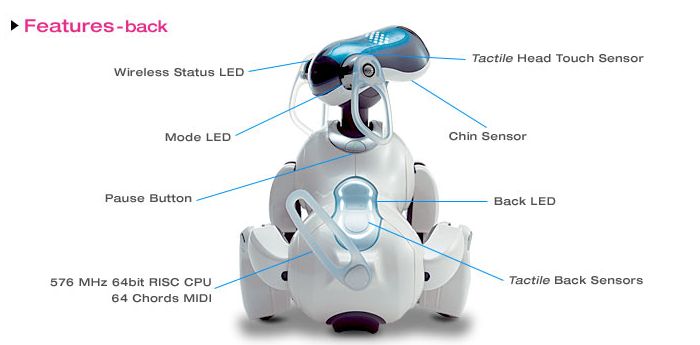 Features-back
Wireless Status LED
Tactile Head Touch Sensor
Mode LED
Chin Sensor
Pause Button
Back LED
576 MHz 64bit RISC CPU
64 Chords MIDI
Tactile Back Sensors